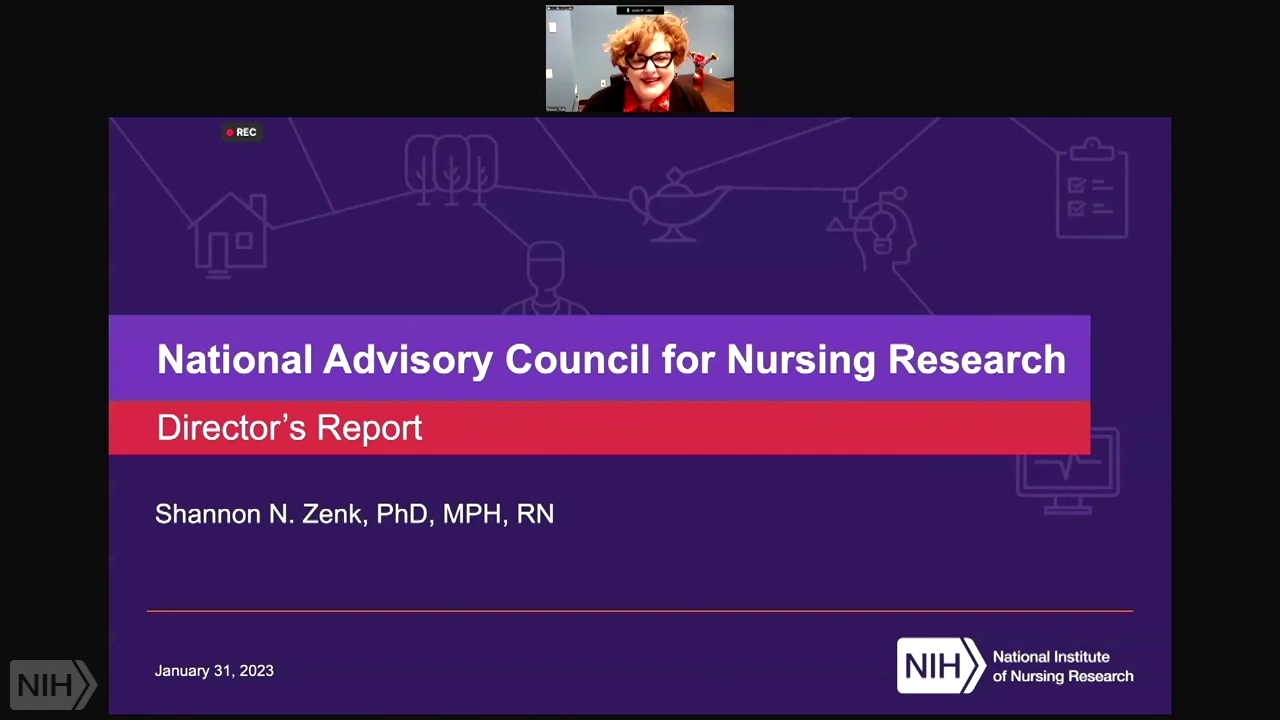 REC
National Advisory Council for Nursing Research
Director’s Report
Shannon N. Zenk, PhD, MPH, RN
January 31, 2023
NIH
National Institute
of Nursing Research
NIH